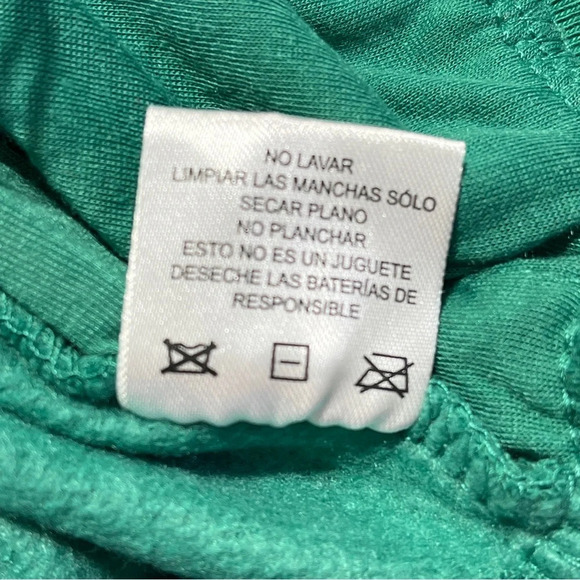 NO LAVAR
LIMPIAR LAS MANCHAS SÓLO
SECAR PLANO
NO PLANCHAR
ESTO NO ES UN JUGUETE
DESECHE LAS BATERÍAS DE
RESPONSIBLE